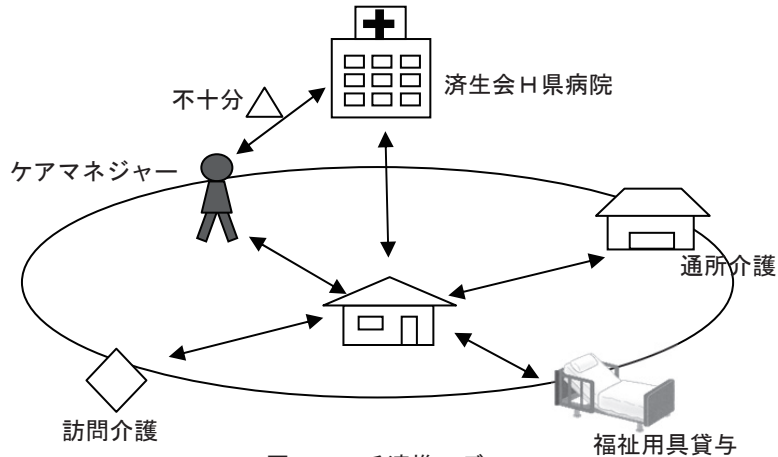 済生会H県病院
不十分
ケアマネジャー
通所介護
訪問介護
福祉用具貸与